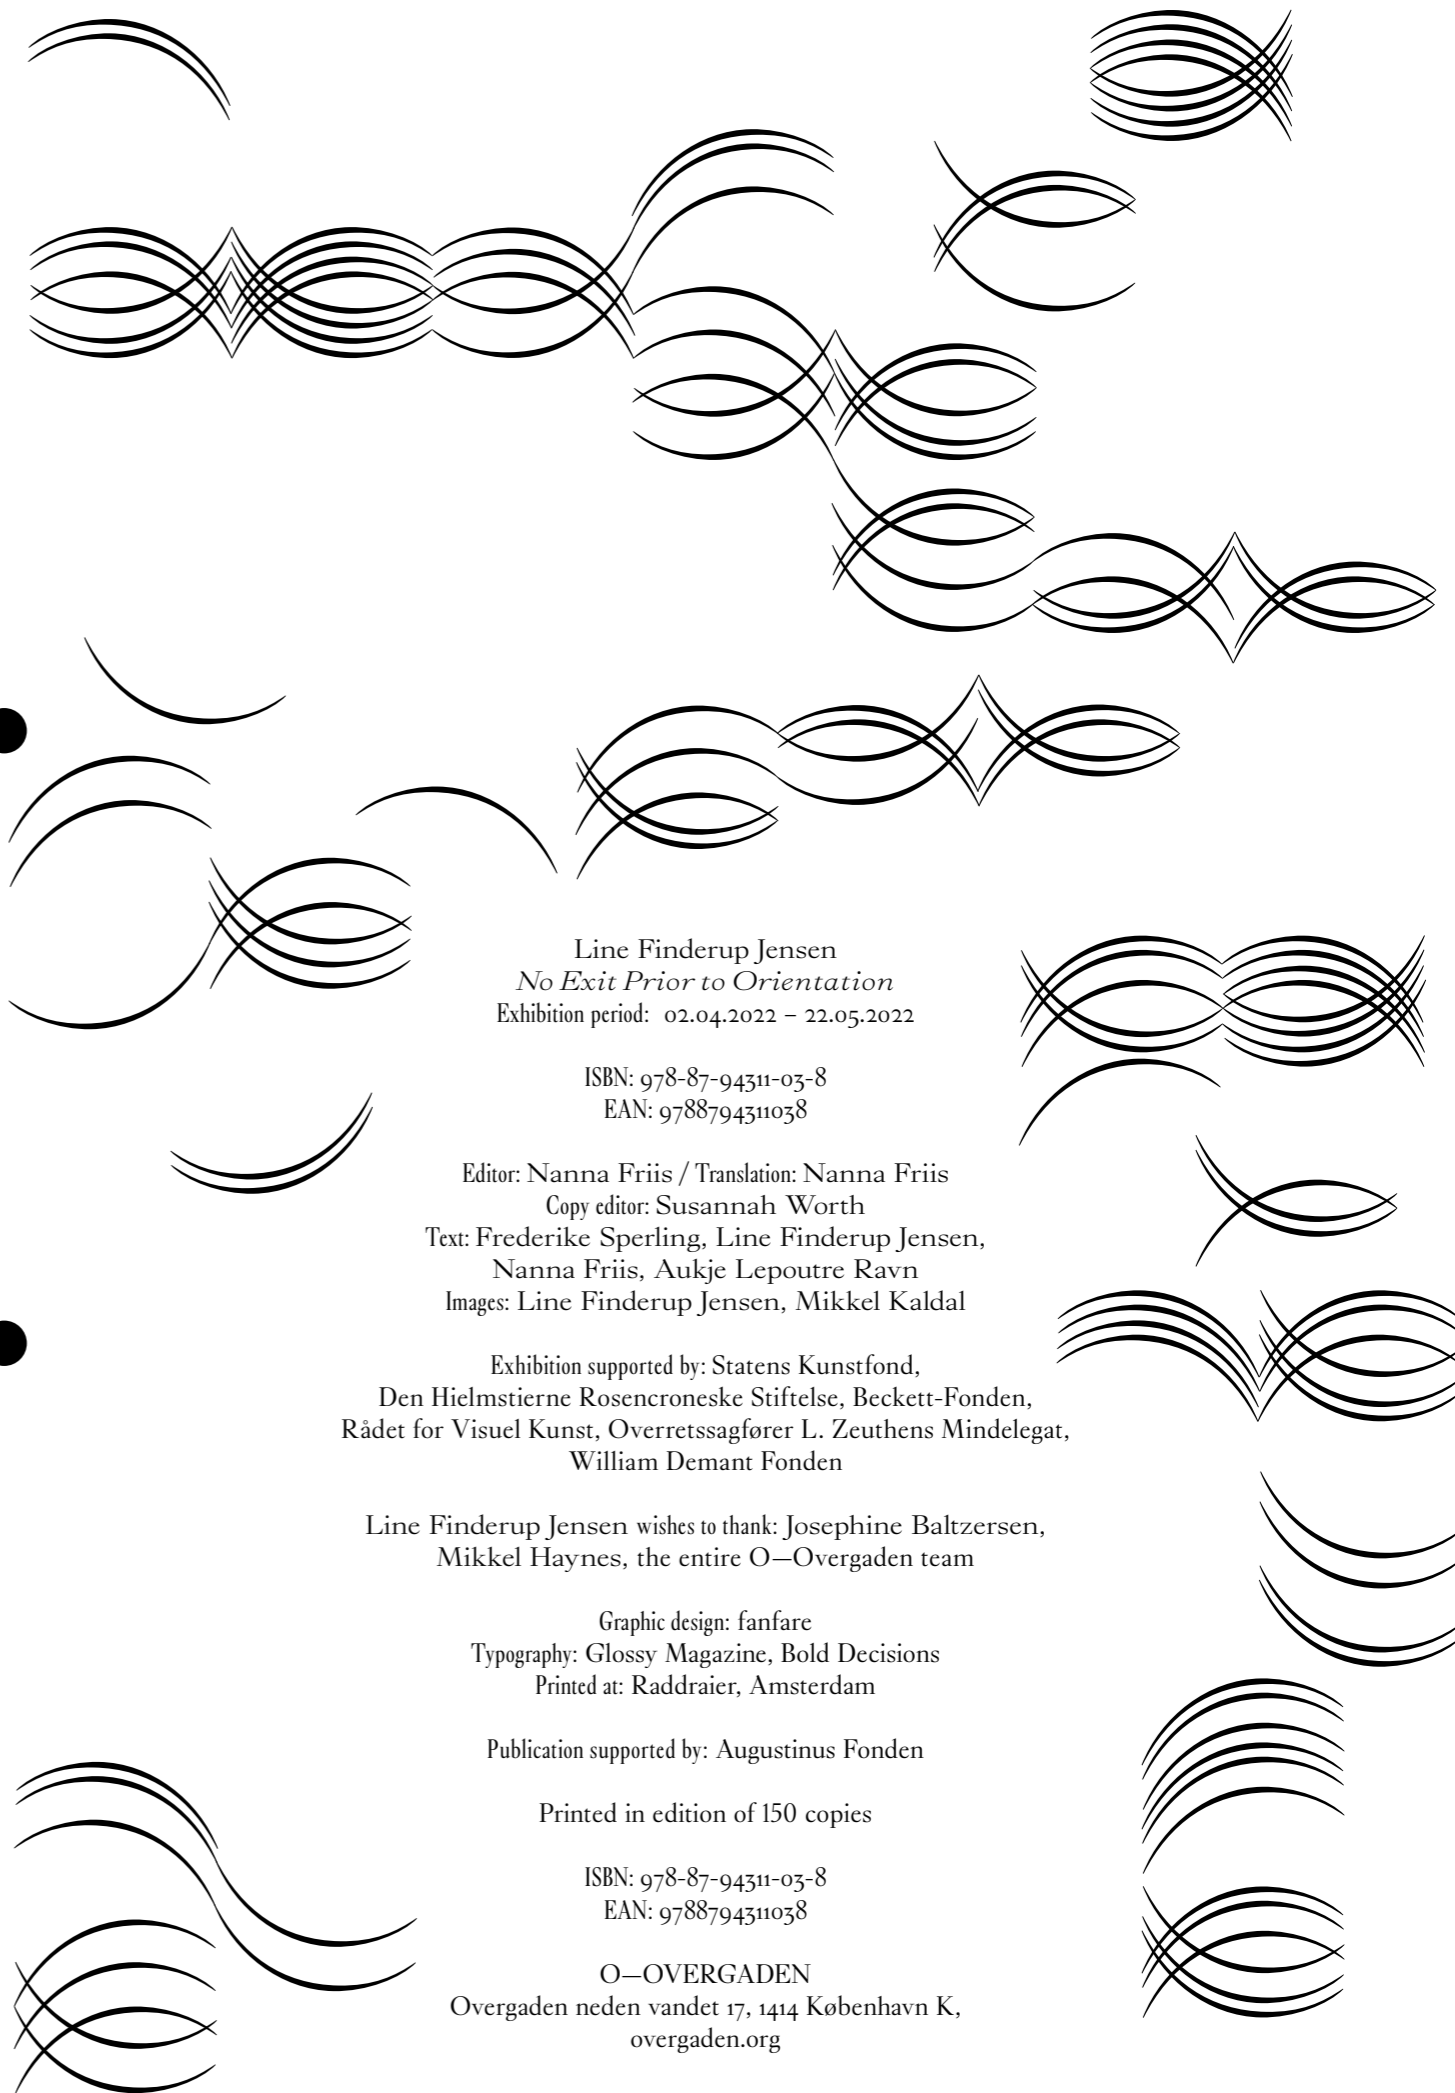 Line Finderup Jensen
No Exit Prior to Orientation
Exhibition period: 02.04.2022 – 22.05.2022
ISBN: 978-87-94311-03-8
EAN: 9788794311038
Editor: Nanna Friis / Translation: Nanna Friis
Copy editor: Susannah Worth
Text: Frederike Sperling, Line Finderup Jensen,
Nanna Friis, Aukje Lepoutre Ravn
Images: Line Finderup Jensen, Mikkel Kaldal
Exhibition supported by: Statens Kunstfond,
Den Hielmstierne Rosencroneske Stiftelse, Beckett-Fonden,
Rådet for Visuel Kunst, Overretssagfører L. Zeuthens Mindelegat,
William Demant Fonden
Line Finderup Jensen wishes to thank: Josephine Baltzersen,
Mikkel Haynes, the entire O—Overgaden team
Graphic design: fanfare
Typography: Glossy Magazine, Bold Decisions
Printed at: Raddraier, Amsterdam
Publication supported by: Augustinus Fonden
Printed in edition of 150 copies
ISBN: 978-87-94311-03-8
EAN: 9788794311038
O—OVERGADEN
Overgaden neden vandet 17, 1414 København K,
overgaden.org